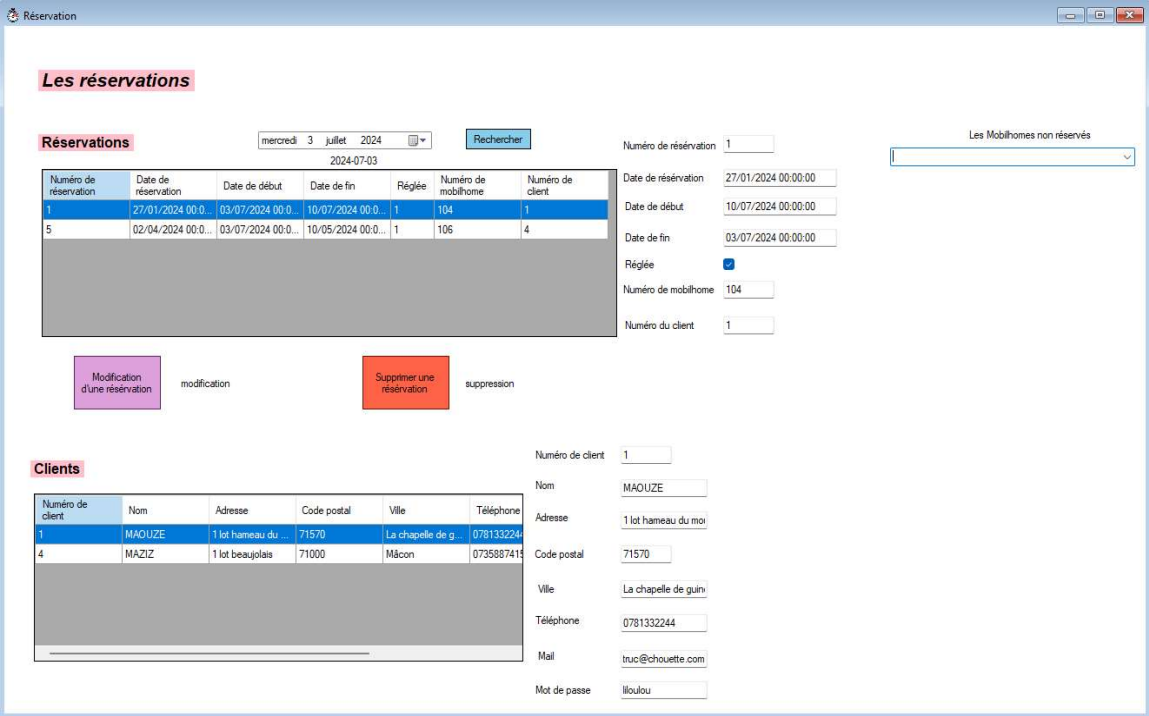 Réservation
Les réservations
Réservations
mercredi 3 juillet 2024
Rechercher
2024-07-03
Numéro de réservation
Date de réservation
Date de début
Date de fin
Réglée
Numéro de mobilhome
Numéro de client
1 27/01/2024 00:0... 03/07/2024 00:0... 10/07/2024 00:0... 1 104 1
5 02/04/2024 00:0... 03/07/2024 00:0... 10/05/2024 00:0... 1 106 4
Numéro de résérvation 1
Date de résérvation 27/01/2024 00:00:00
Date de début 10/07/2024 00:00:00
Date de fin 03/07/2024 00:00:00
Réglée
Numéro de mobilhome 104
Numéro du client 1
Les Mobilhomes non réservés
Modification
d'une résérvation
modification
Supprimer une
résérvation
suppression
Clients
Numéro de client
Nom
Adresse
Code postal
Ville
Téléphone
1 MAOUZE 1 lot hameau du ... 71570 La chapelle de g... 078133224
4 MAZIZ 1 lot beaujolais 71000 Mâcon 073588741
Numéro de client 1
Nom MAOUZE
Adresse 1 lot hameau du mo
Code postal 71570
Ville La chapelle de guin
Téléphone 0781332244
Mail truc@chouette.com
Mot de passe liloulou